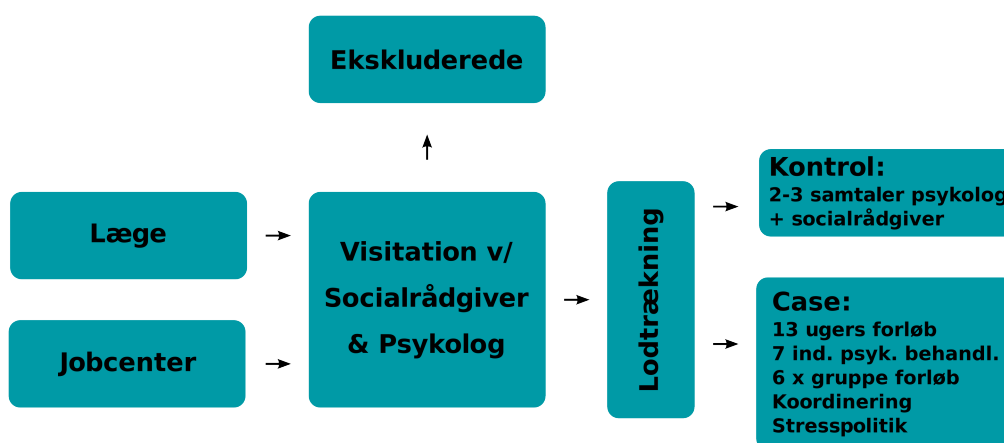 Ekskluderede
Læge
Jobcenter
Visitation v/
Socialrådgiver
& Psykolog
Lodtrækning
Kontrol:
2-3 samtaler psykolog
+ socialrådgiver
Case:
13 ugers forløb
7 ind. psyk. behandl.
6 x gruppe forløb
Koordinering
Stresspolitik